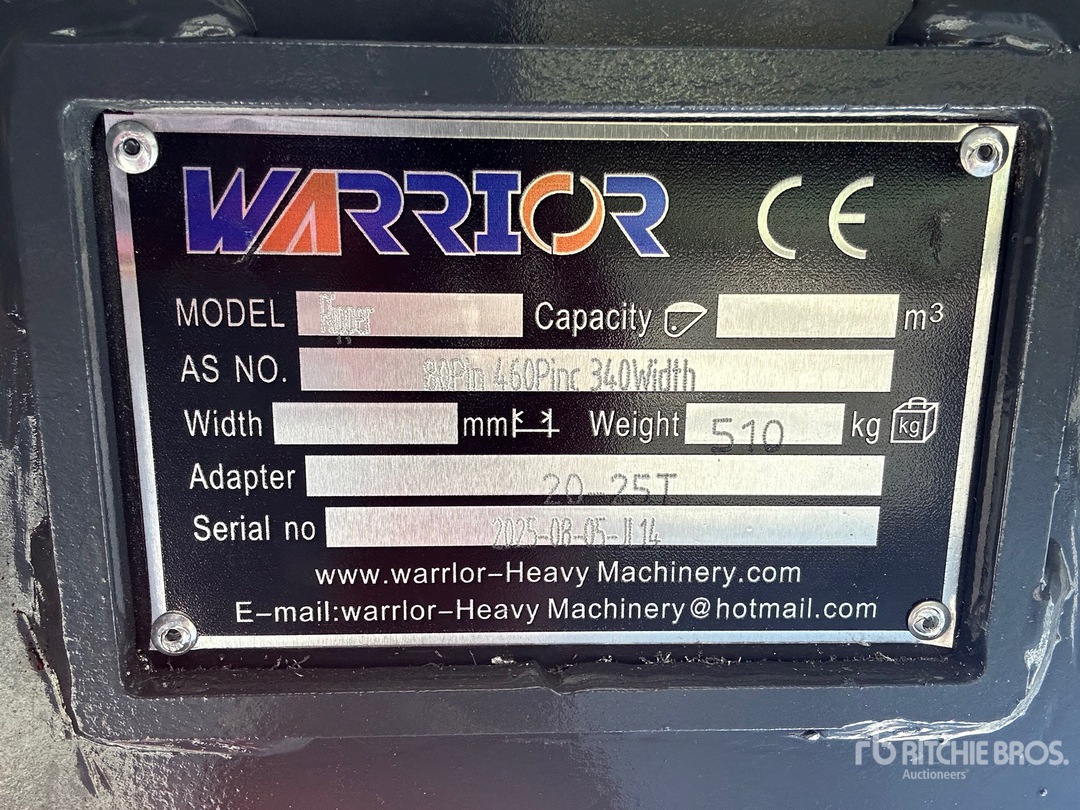 WARRIOR CE
MODEL Ripper Capacity m³
AS NO. 80Pin 460Pinc 340Width
Width mm Weight 510 kg kg
Adapter 20-25T
Serial no 2025-08-05-JL14
www.warrlor-Heavy Machinery.com
E-mail:warrlor-Heavy Machinery@hotmail.com
rb RITCHIE BROS.
Auctioneers